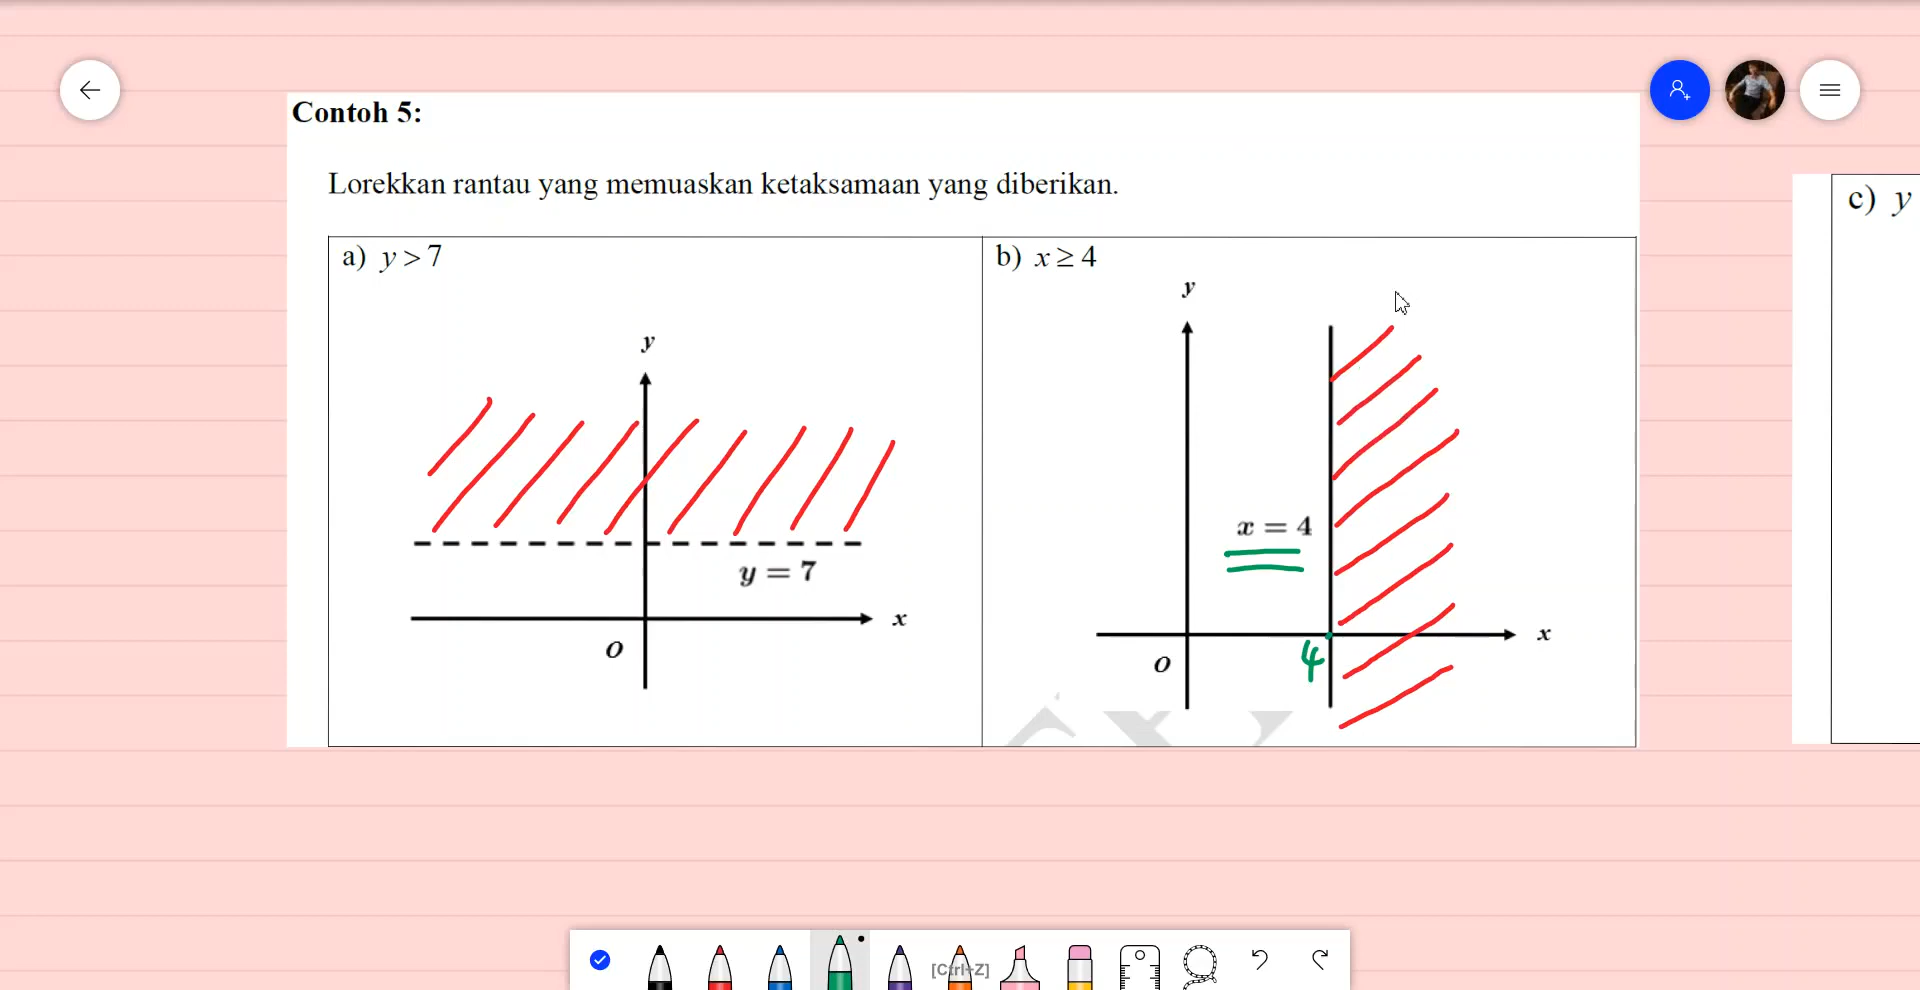 Contoh 5:
Lorekkan rantau yang memuaskan ketaksamaan yang diberikan.
a) y > 7
b) x ≥ 4
c) y
y
y
x = 4
y = 7
x
x
O
O
4
[Ctrl+Z]